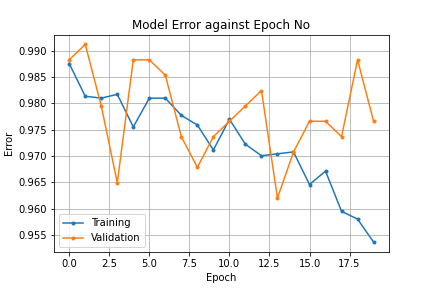 Model Error against Epoch No
Error
0.990
0.985
0.980
0.975
0.970
0.965
0.960
0.955
Training
Validation
0.0 2.5 5.0 7.5 10.0 12.5 15.0 17.5
Epoch